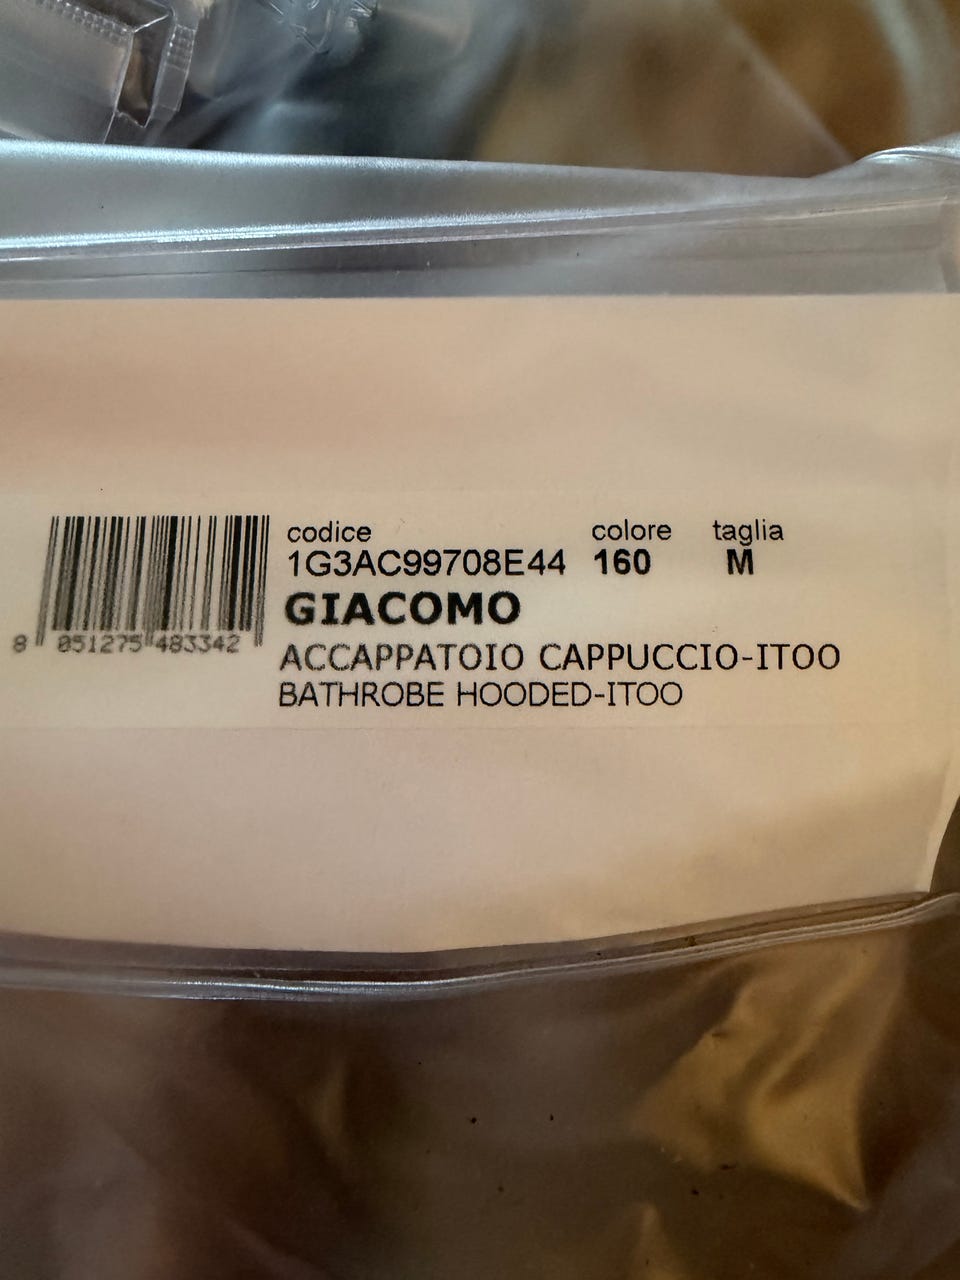 codice colore taglia
1G3AC99708E44 160 M
GIACOMO
ACCAPPATOIO CAPPUCCIO-ITOO
BATHROBE HOODED-ITOO
8 051275 483342